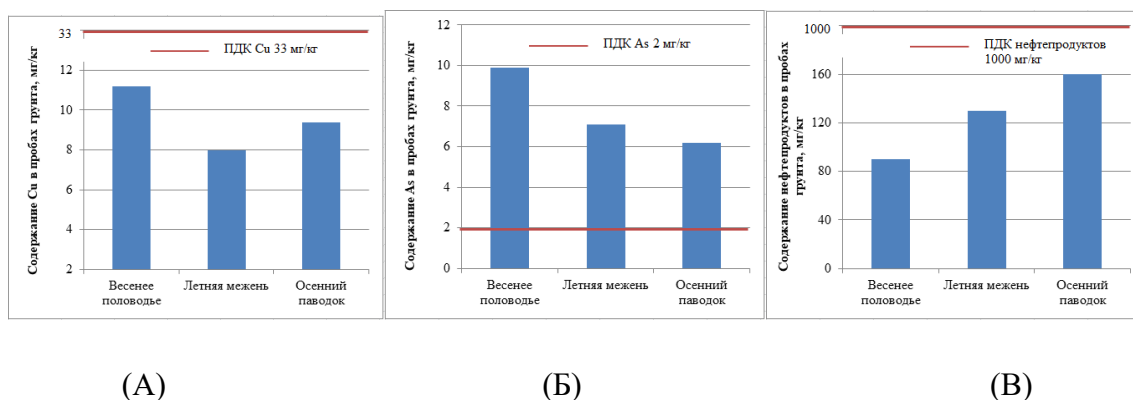 Содержание Cu в пробах грунта, мг/кг
33
12
10
8
6
4
2
ПДК Cu 33 мг/кг
Весенее
половодье
Летняя межень
Осенний
паводок
(А)
Содержание As в пробах грунта, мг/кг
12
10
8
6
4
2
0
ПДК As 2 мг/кг
Весенее
половодье
Летняя межень
Осенний
паводок
(Б)
Содержание нефтепродуктов в пробах
грунта, мг/кг
1000
160
120
80
40
0
ПДК нефтепродуктов
1000 мг/кг
Весенее
половодье
Летняя межень
Осенний
паводок
(В)